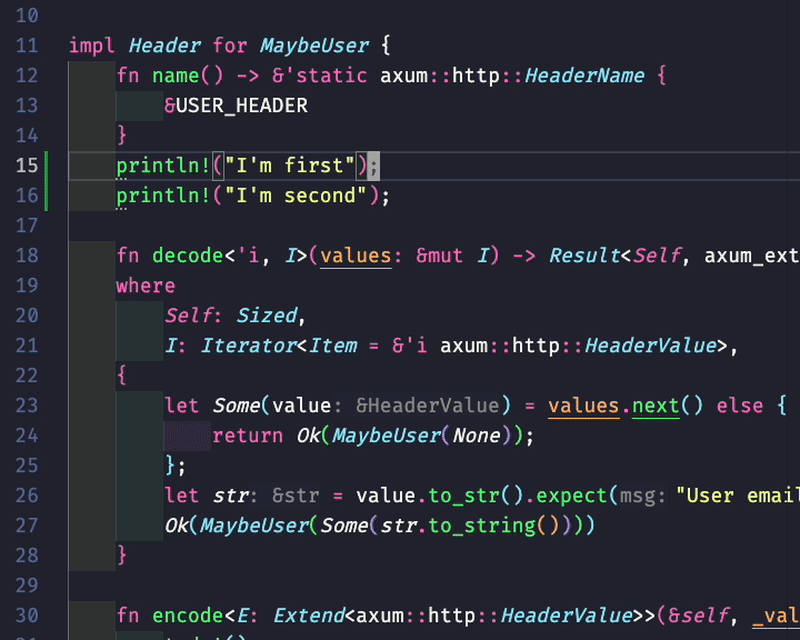 10
11 impl Header for MaybeUser {
12 fn name() -> &'static axum::http::HeaderName {
13 &USER_HEADER
14 }
15 println!("I'm first");
16 println!("I'm second");
17
18 fn decode<'i, I>(values: &mut I) -> Result<Self, axum_ext
19 where
20 Self: Sized,
21 I: Iterator<Item = &'i axum::http::HeaderValue>,
22 {
23 let Some(value: &HeaderValue) = values.next() else {
24 return Ok(MaybeUser(None));
25 };
26 let str: &str = value.to_str().expect(msg: "User email
27 Ok(MaybeUser(Some(str.to_string())))
28 }
29
30 fn encode<E: Extend<axum::http::HeaderValue>>(&self, _val